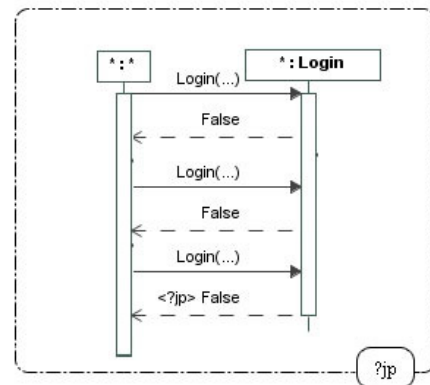 *:*
*:Login
Login(...)
False
Login(...)
False
Login(...)
<?jp> False
?jp